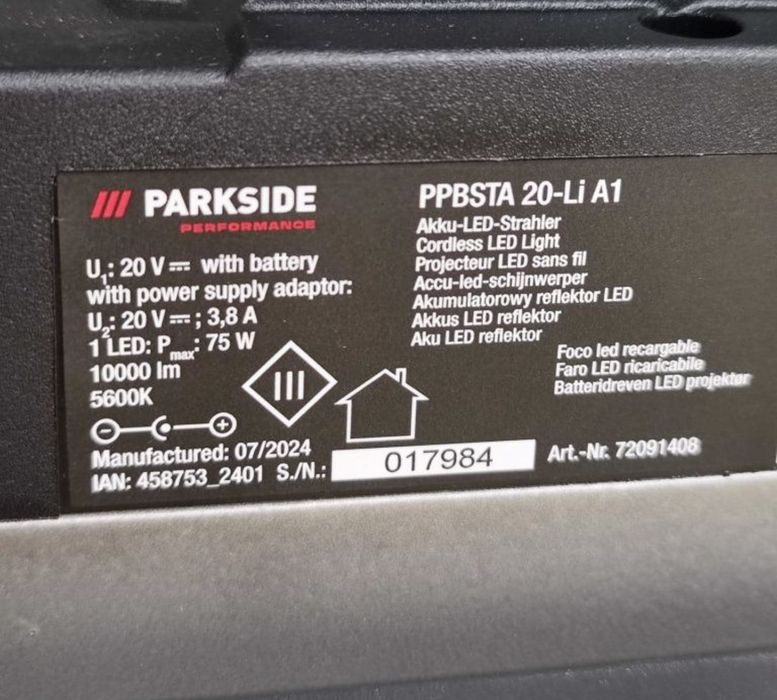 PARKSIDE
PERFORMANCE
U1: 20 V with battery
with power supply adaptor:
U2: 20 V ; 3,8 A
1 LED: Pmax: 75 W
10000 lm
5600K
III
Manufactured: 07/2024
IAN: 458753_2401 S./N.: 017984
PPBSTA 20-Li A1
Akku-LED-Strahler
Cordless LED Light
Projecteur LED sans fil
Accu-led-schijnwerper
Akumulatorowy reflektor LED
Akkus LED reflektor
Aku LED reflektor
Foco led recargable
Faro LED ricaricabile
Batteridreven LED projektør
Art.-Nr. 72091408